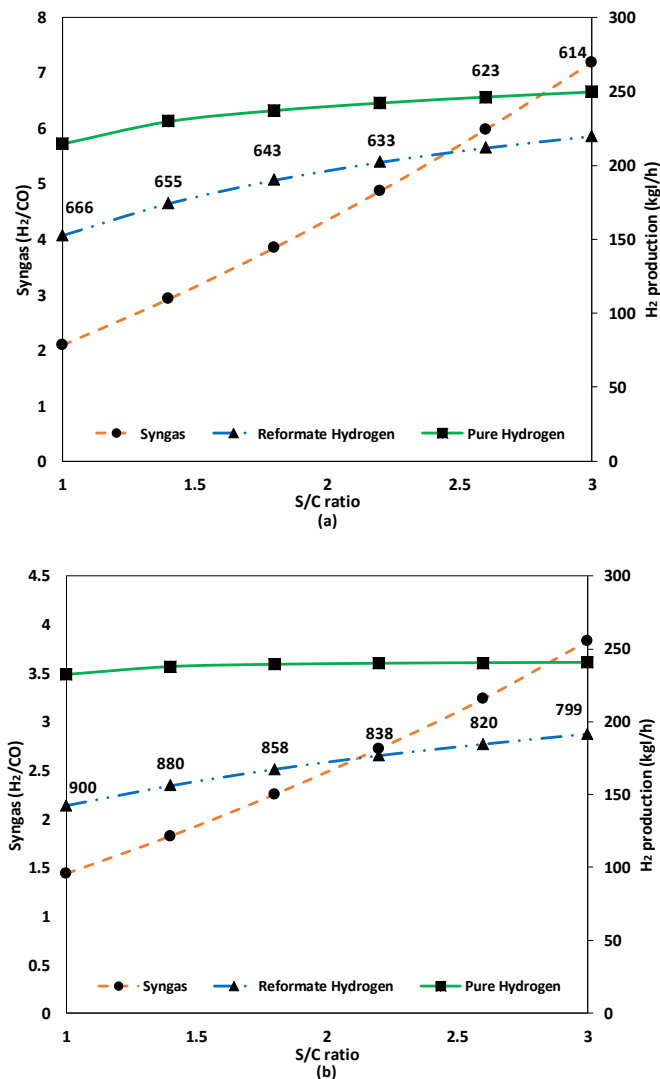 8
7
6
5
4
3
2
1
0
Syngas (H₂/CO)
300
250
200
150
100
50
0
H₂ production (kgl/h)
666
655
643
633
623
614
Syngas
Reformate Hydrogen
Pure Hydrogen
1 1.5 2 2.5 3
S/C ratio
(a)
4.5
4
3.5
3
2.5
2
1.5
1
0.5
0
Syngas (H₂/CO)
300
250
200
150
100
50
0
H₂ production (kgl/h)
900
880
858
838
820
799
Syngas
Reformate Hydrogen
Pure Hydrogen
1 1.5 2 2.5 3
S/C ratio
(b)